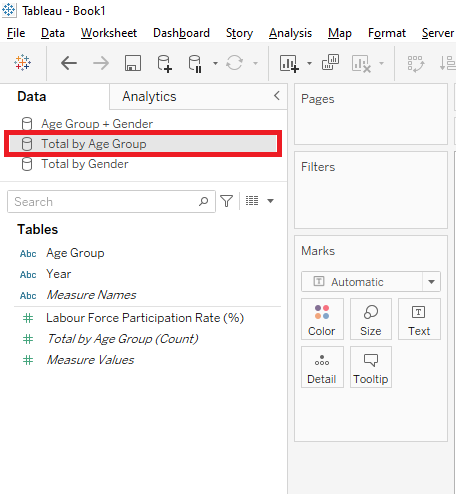 Tableau - Book1
File Data Worksheet Dashboard Story Analysis Map Format Server
Data Analytics
Age Group + Gender
Total by Age Group
Total by Gender
Search
Tables
Abc Age Group
Abc Year
Abc Measure Names
# Labour Force Participation Rate (%)
# Total by Age Group (Count)
# Measure Values
Pages
Filters
Marks
Automatic
Color Size Text
Detail Tooltip